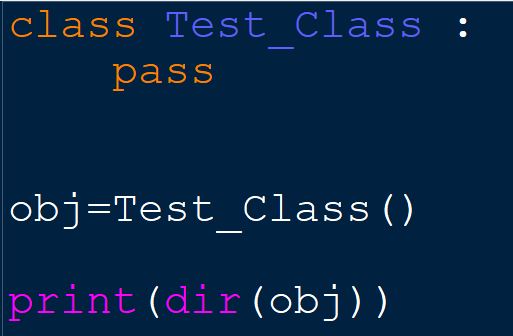 class Test_Class :
    pass
obj=Test_Class()
print(dir(obj))